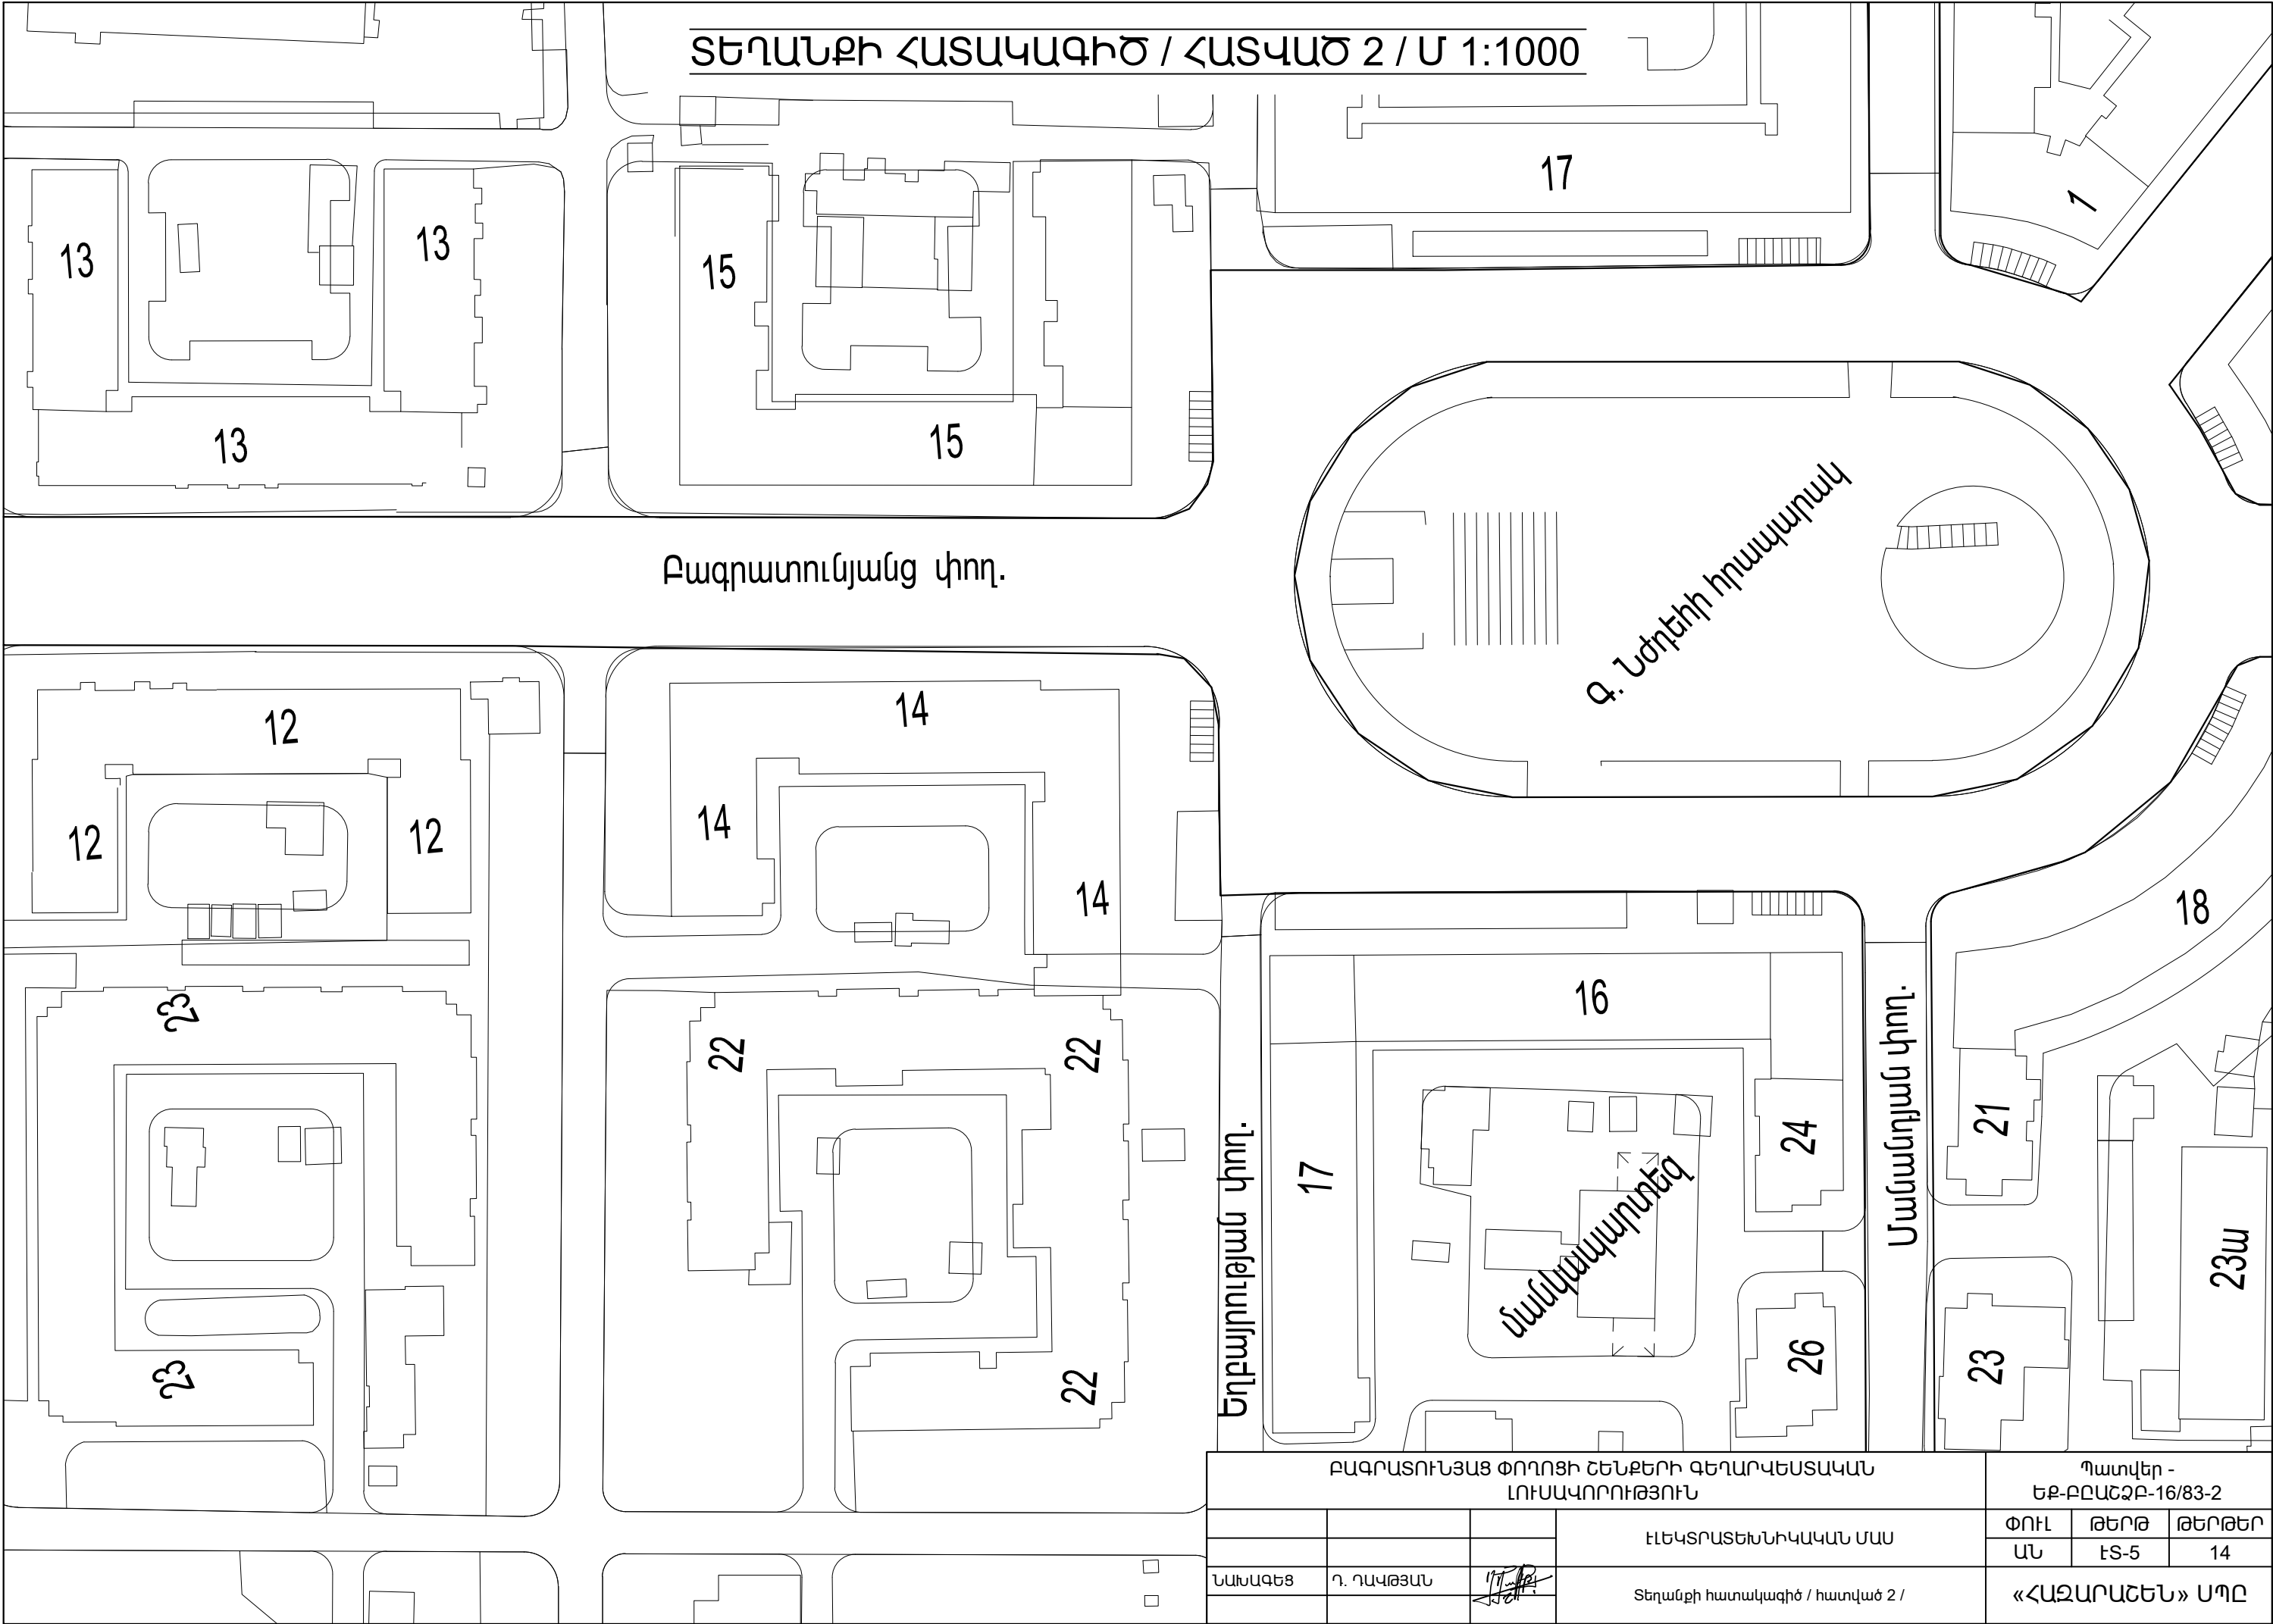 ՏԵՂԱՆՔԻ ՀԱՏԱԿԱԳԻԾ / ՀԱՏՎԱԾ 2 / Մ 1:1000
17
1
13
13
15
13
15
Բագրատունյանց փող.
Գ. Նժդեհի հրապարակ
12
14
12
12
14
14
18
23
22
22
16
Մանանդյան փող.
21
24
17
Եղբայրության փող.
մանկապարտեզ
23ա
23
22
26
23
ԲԱԳՐԱՏՈՒՆՅԱՑ ՓՈՂՈՑԻ ՇԵՆՔԵՐԻ ԳԵՂԱՐՎԵՍՏԱԿԱՆ
ԼՈՒՍԱՎՈՐՈՒԹՅՈՒՆ
Պատվեր -
ԵՔ-ԲԸԱՇՁԲ-16/83-2
ԷԼԵԿՏՐԱՏԵԽՆԻԿԱԿԱՆ ՄԱՍ
ՓՈՒԼ ԹԵՐԹ ԹԵՐԹԵՐ
ԱՆ ԷՏ-5 14
ՆԱԽԱԳԵՑ Դ. ԴԱՎԹՅԱՆ
Տեղանքի հատակագիծ / հատված 2 /
«ՀԱԶԱՐԱՇԵՆ» ՍՊԸ